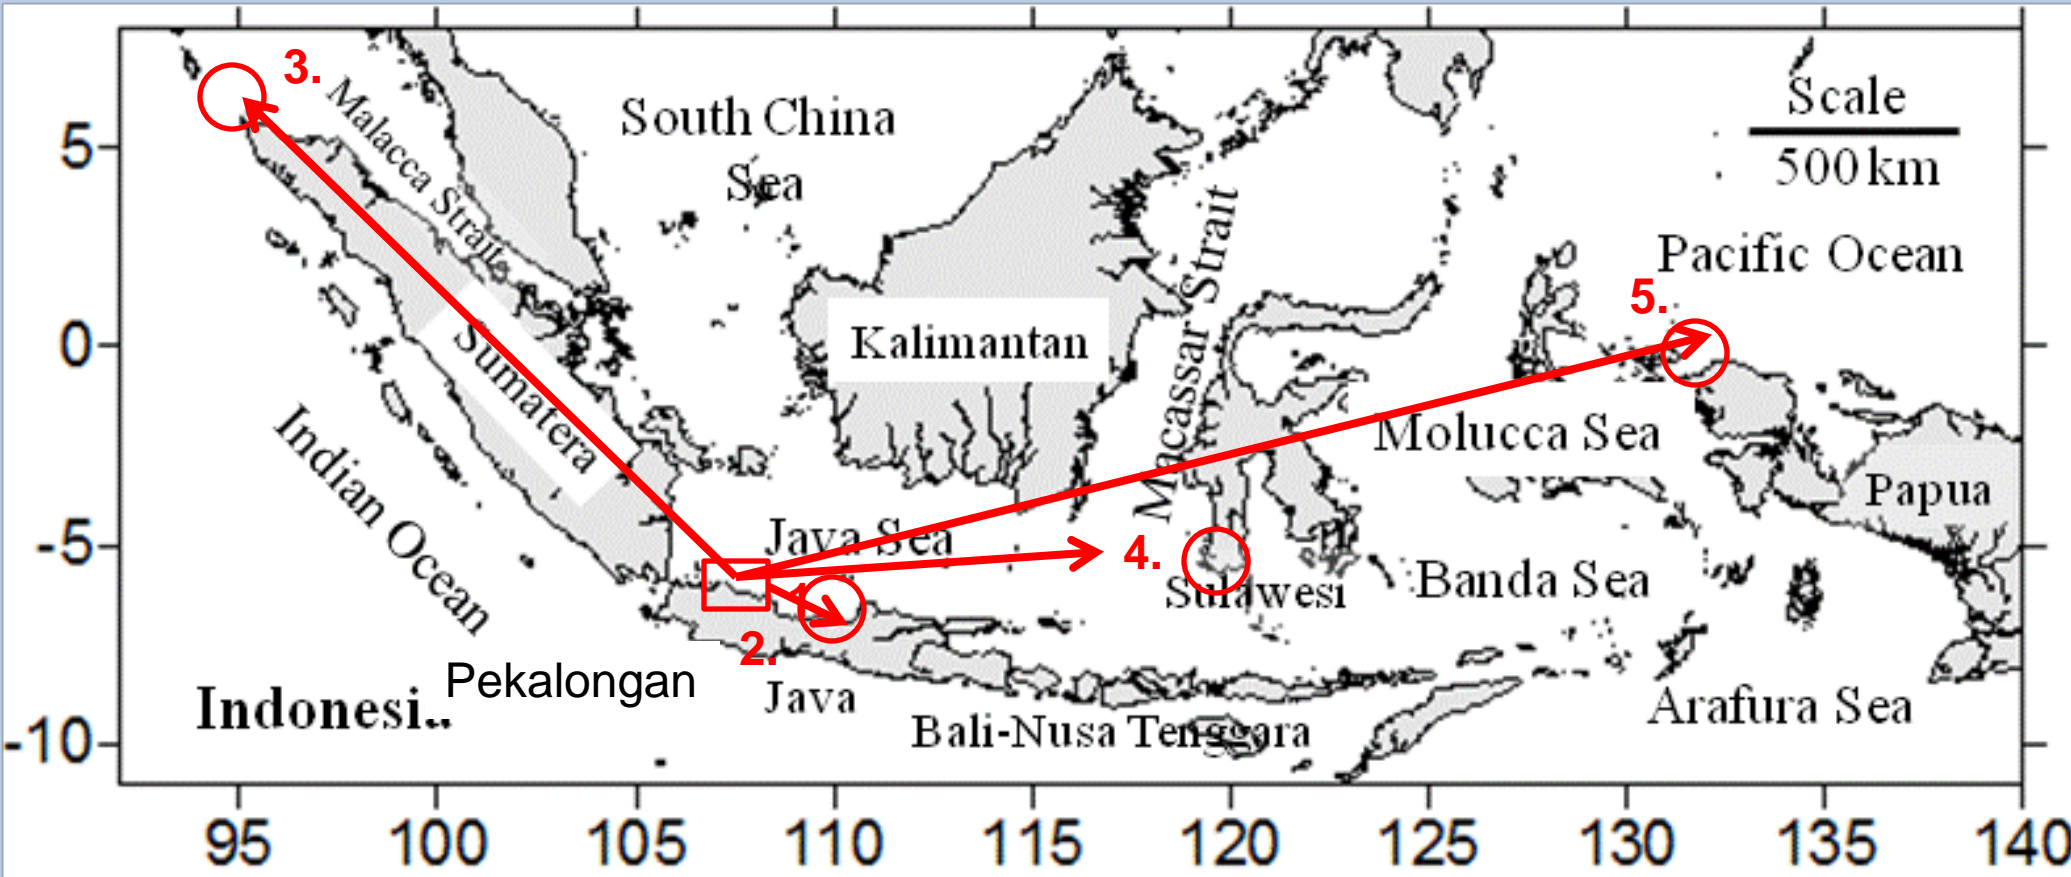 3.
Malacca Strait
South China
Sea
Scale
500 km
5
Pacific Ocean
5.
Macassar Strait
0
Kalimantan
Sumatera
Molucca Sea
Papua
Indian Ocean
-5
Java Sea
4.
Banda Sea
Sulawesi
2.
Pekalongan
Java
Indonesi
Bali-Nusa Tenggara
Arafura Sea
-10
95 100 105 110 115 120 125 130 135 140